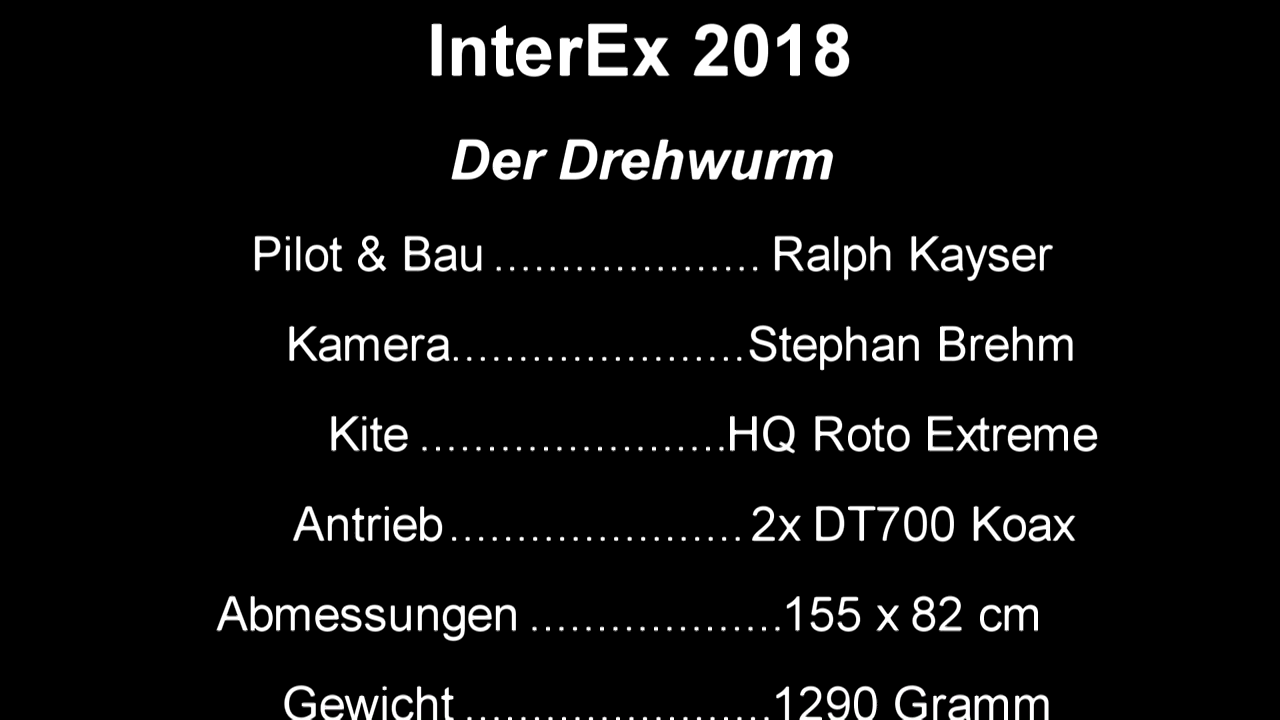 InterEx 2018
Der Drehwurm
Pilot & Bau .................... Ralph Kayser
Kamera......................Stephan Brehm
Kite .......................HQ Roto Extreme
Antrieb...................... 2x DT700 Koax
Abmessungen ...................155 x 82 cm
Gewicht .......................1290 Gramm